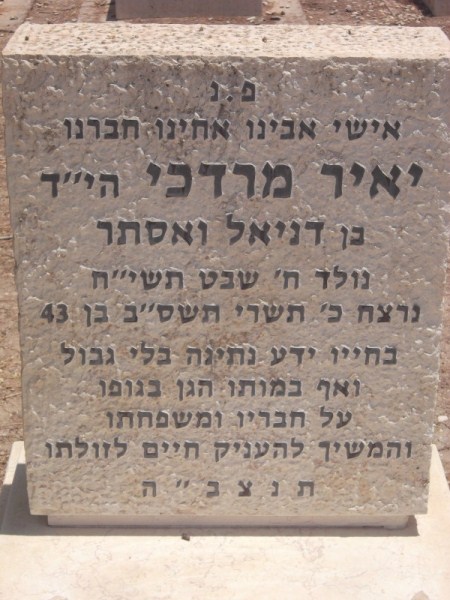 פ.נ
אישי אבינו אחינו חברנו
יאיר מרדכי הי״ד
בן דניאל ואסתר
נולד ח׳ שבט תשי״ח
נרצח כ׳ תשרי תשס״ב בן 43
בחייו ידע נתינה בלי גבול
ואף במותו הגן בגופו
על חבריו ומשפחתו
והמשיך להעניק חיים לזולתו
תנצב״ה